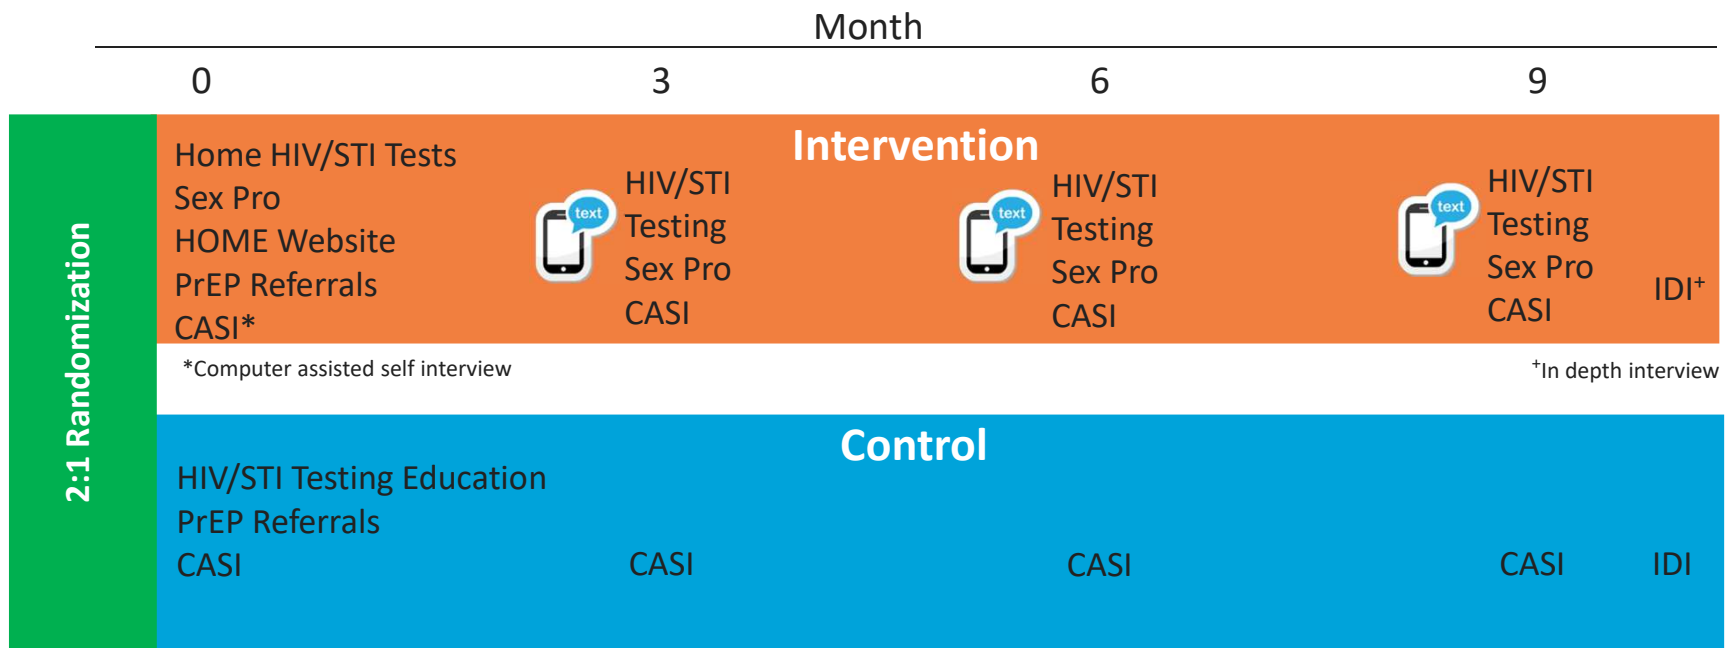 Month
0 3 6 9
2:1 Randomization
Intervention
Home HIV/STI Tests
Sex Pro
HOME Website
PrEP Referrals
CASI*
text
HIV/STI
Testing
Sex Pro
CASI
text
HIV/STI
Testing
Sex Pro
CASI
text
HIV/STI
Testing
Sex Pro
CASI
IDI+
*Computer assisted self interview
+In depth interview
Control
HIV/STI Testing Education
PrEP Referrals
CASI CASI CASI CASI IDI